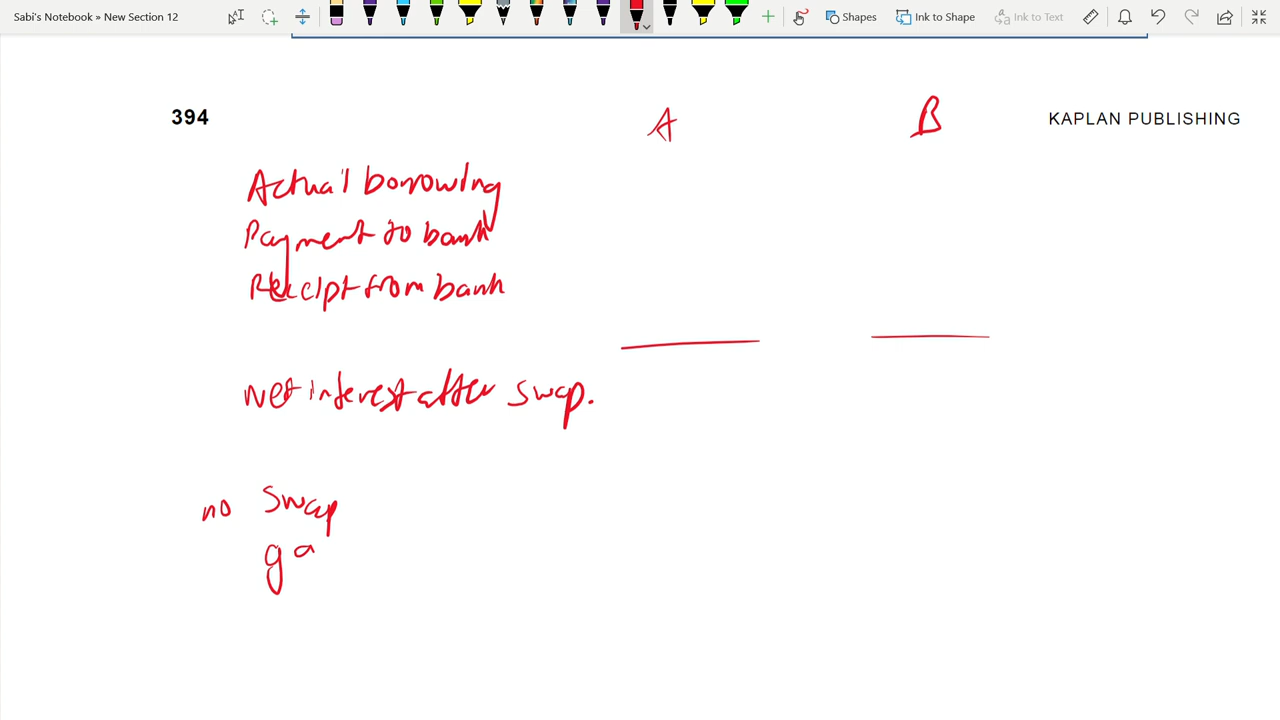 Sabi's Notebook » New Section 12
Shapes
Ink to Shape
Ink to Text
394
A
B
KAPLAN PUBLISHING
Actual borrowing
Payment to bank
Receipt from bank
Net interest after swap.
no swap
ga